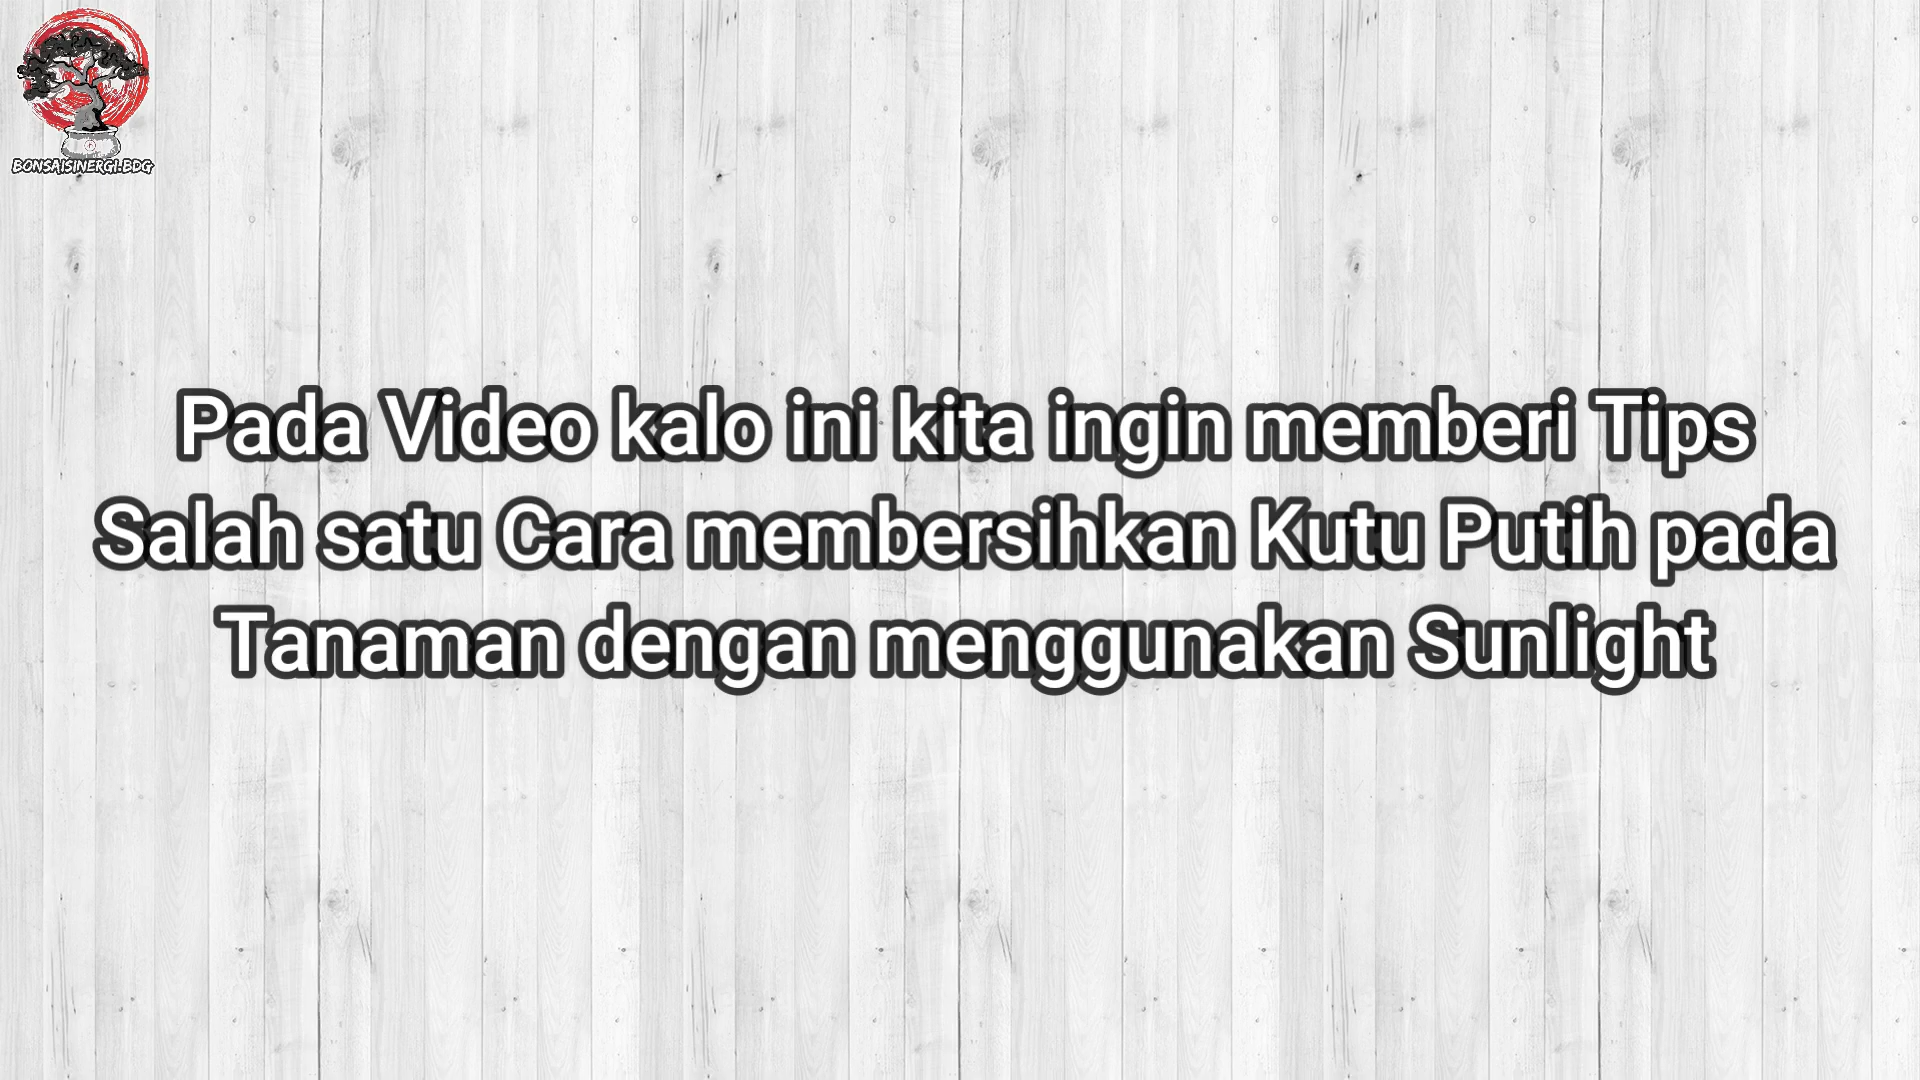 BONSAISINERGI.BDG
Pada Video kalo ini kita ingin memberi Tips
Salah satu Cara membersihkan Kutu Putih pada
Tanaman dengan menggunakan Sunlight